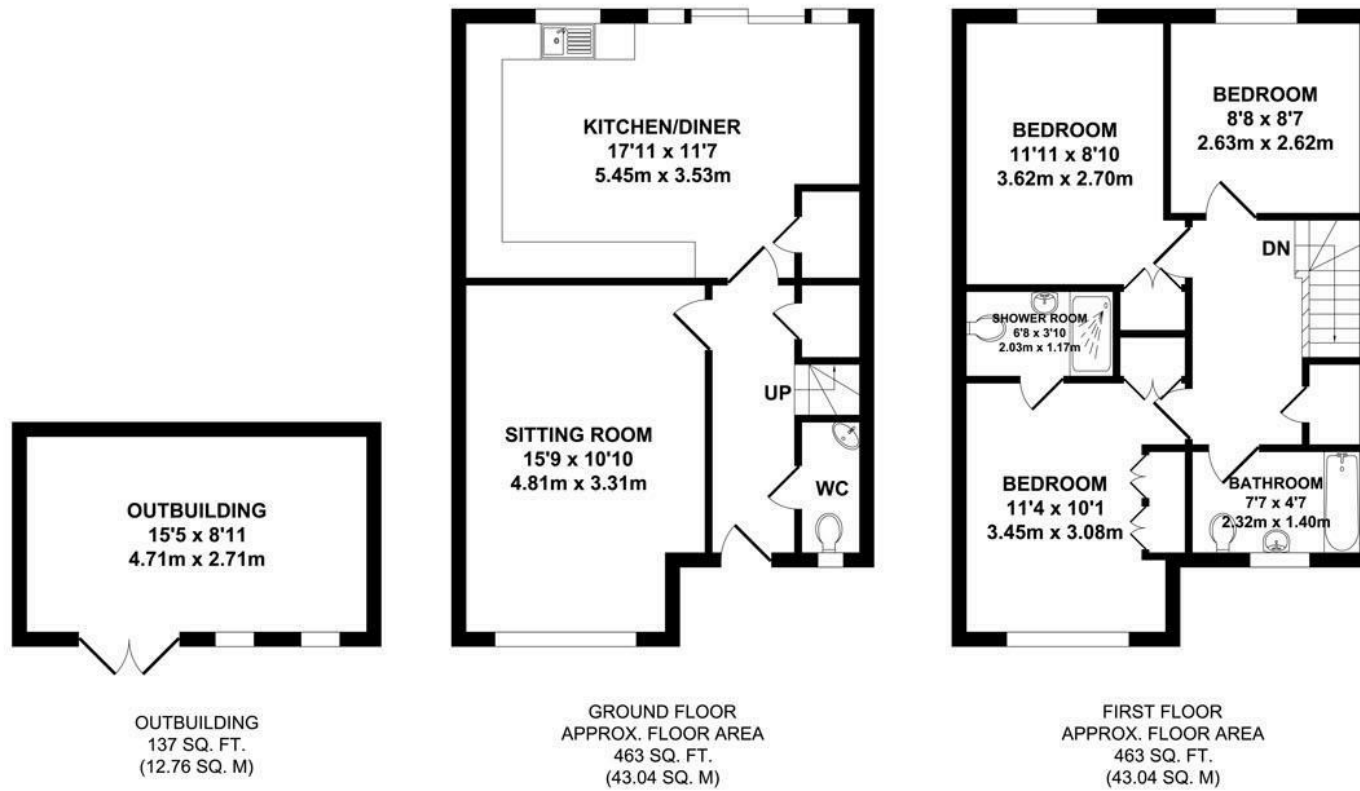 OUTBUILDING
15'5 x 8'11
4.71m x 2.71m
OUTBUILDING
137 SQ. FT.
(12.76 SQ. M)
KITCHEN/DINER
17'11 x 11'7
5.45m x 3.53m
SITTING ROOM
15'9 x 10'10
4.81m x 3.31m
UP
WC
GROUND FLOOR
APPROX. FLOOR AREA
463 SQ. FT.
(43.04 SQ. M)
BEDROOM
11'11 x 8'10
3.62m x 2.70m
BEDROOM
8'8 x 8'7
2.63m x 2.62m
DN
SHOWER ROOM
6'8 x 3'10
2.03m x 1.17m
BEDROOM
11'4 x 10'1
3.45m x 3.08m
BATHROOM
7'7 x 4'7
2.32m x 1.40m
FIRST FLOOR
APPROX. FLOOR AREA
463 SQ. FT.
(43.04 SQ. M)